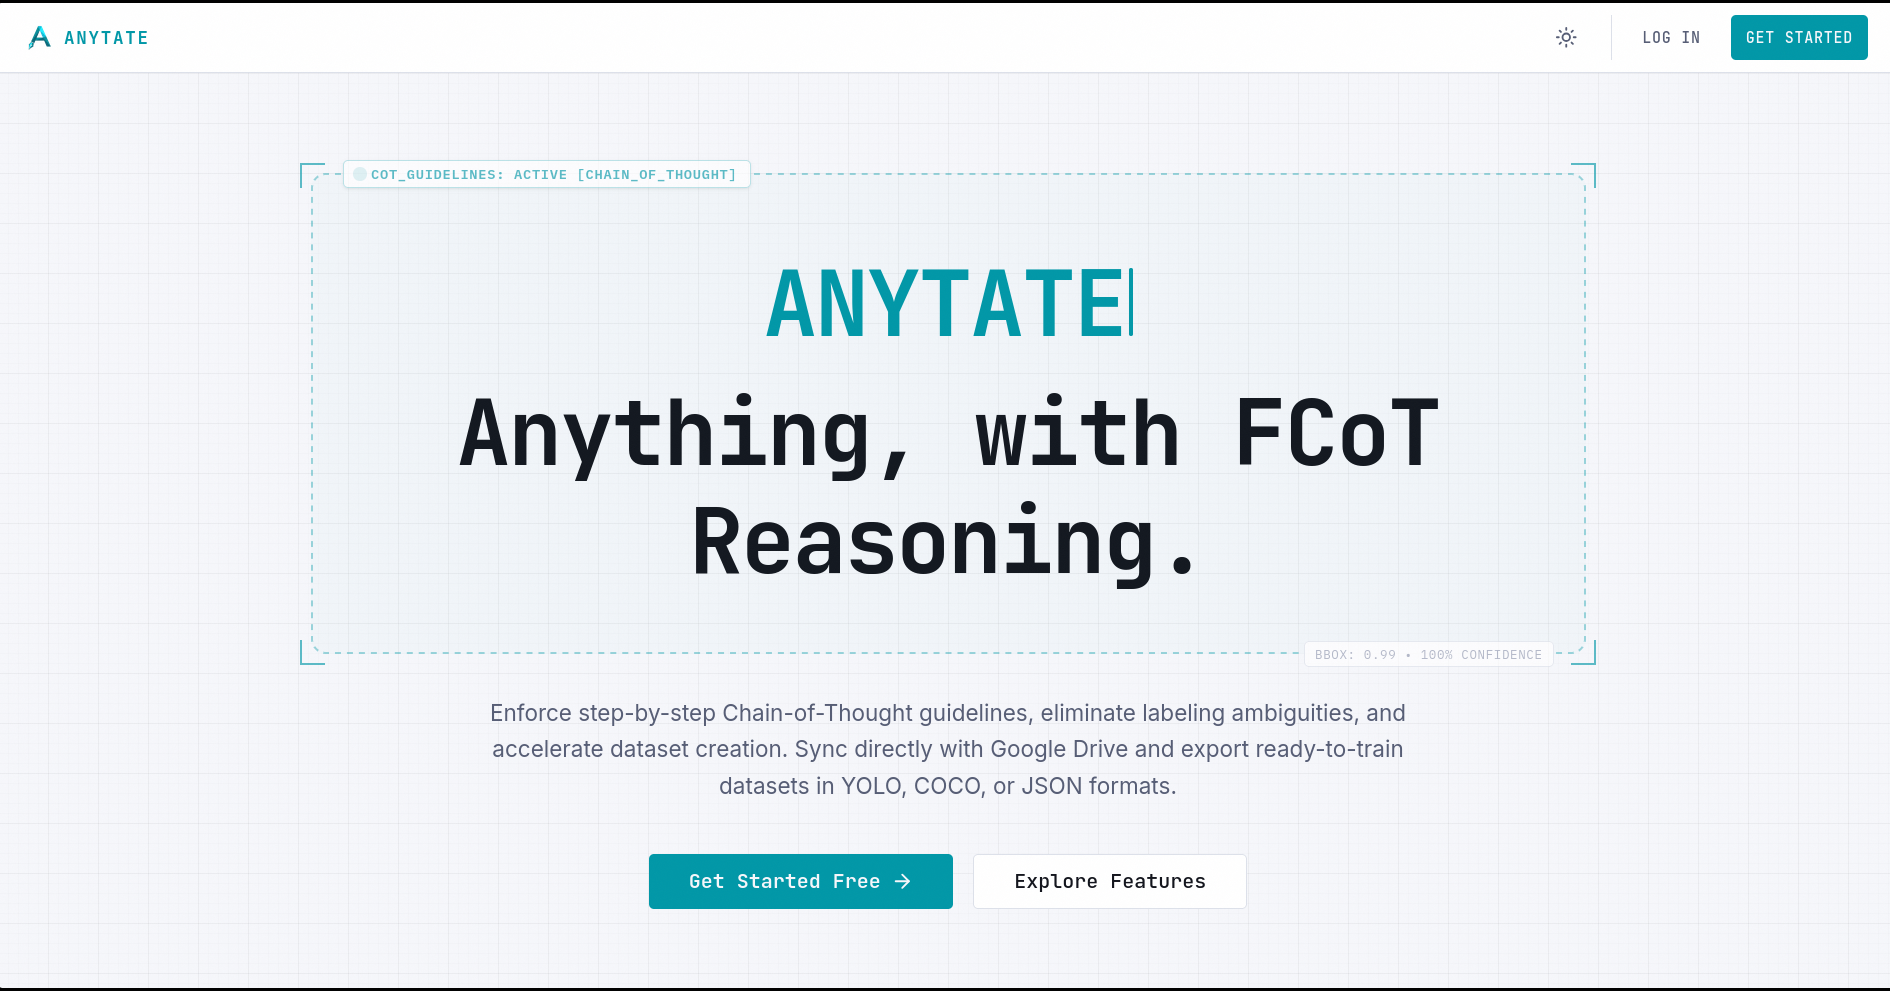 ANYTATE
LOG IN
GET STARTED
COT_GUIDELINES: ACTIVE [CHAIN_OF_THOUGHT]
ANYTATE
Anything, with FCoT
Reasoning.
BBOX: 0.99 • 100% CONFIDENCE
Enforce step-by-step Chain-of-Thought guidelines, eliminate labeling ambiguities, and
accelerate dataset creation. Sync directly with Google Drive and export ready-to-train
datasets in YOLO, COCO, or JSON formats.
Get Started Free →
Explore Features